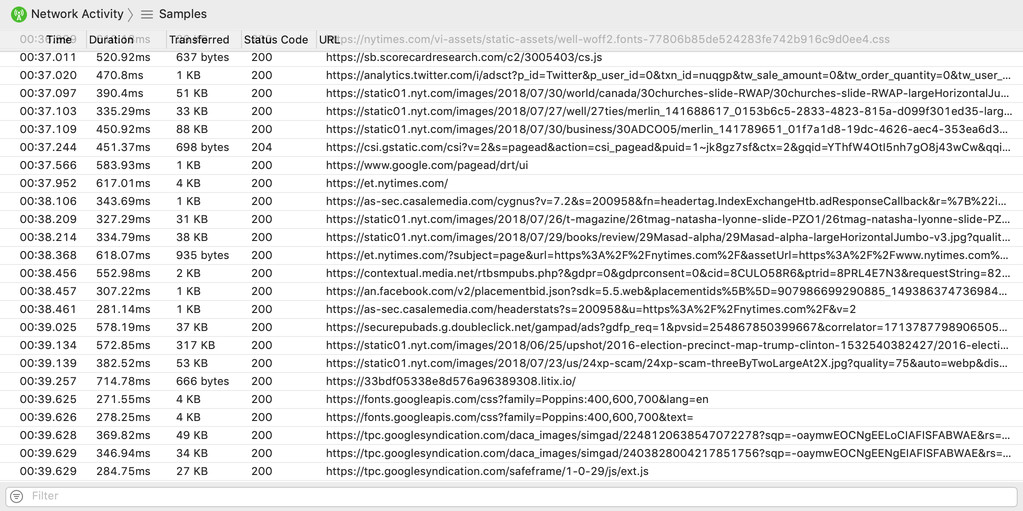 Network Activity Samples
Time Duration Transferred Status Code URL
https://nytimes.com/vi-assets/static-assets/well-woff2.fonts-77806b85de524283fe742b916c9d0ee4.css
00:37.011 520.92ms 637 bytes 200 https://sb.scorecardresearch.com/c2/3005403/cs.js
00:37.020 470.8ms 1 KB 200 https://analytics.twitter.com/i/adsct?p_id=Twitter&p_user_id=0&txn_id=nuqgp&tw_sale_amount=0&tw_order_quantity=0&tw_user_...
00:37.097 390.4ms 51 KB 200 https://static01.nyt.com/images/2018/07/30/world/canada/30churches-slide-RWAP/30churches-slide-RWAP-largeHorizontalJu...
00:37.103 335.29ms 33 KB 200 https://static01.nyt.com/images/2018/07/27/well/27ties/merlin_141688617_0153b6c5-2833-4823-815a-d099f301ed35-larg...
00:37.109 450.92ms 88 KB 200 https://static01.nyt.com/images/2018/07/30/business/30ADCO05/merlin_141789651_01f7a1d8-19dc-4626-aec4-353ea6d3...
00:37.244 451.37ms 698 bytes 204 https://csi.gstatic.com/csi?v=2&s=pagead&action=csi_pagead&puid=1~jk8gz7sf&ctx=2&gqid=YThfW4OtI5nh7gO8j43wCw&qqi...
00:37.566 583.93ms 1 KB 200 https://www.google.com/pagead/drt/ui
00:37.952 617.01ms 4 KB 200 https://et.nytimes.com/
00:38.106 343.69ms 1 KB 200 https://as-sec.casalemedia.com/cygnus?v=7.2&s=200958&fn=headertag.IndexExchangeHtb.adResponseCallback&r=%7B%22i...
00:38.209 327.29ms 31 KB 200 https://static01.nyt.com/images/2018/07/26/t-magazine/26tmag-natasha-lyonne-slide-PZO1/26tmag-natasha-lyonne-slide-PZ...
00:38.214 334.79ms 38 KB 200 https://static01.nyt.com/images/2018/07/29/books/review/29Masad-alpha/29Masad-alpha-largeHorizontalJumbo-v3.jpg?qualit...
00:38.368 618.07ms 935 bytes 200 https://et.nytimes.com/?subject=page&url=https%3A%2F%2Fnytimes.com%2F&assetUrl=https%3A%2F%2Fwww.nytimes.com%...
00:38.456 552.98ms 2 KB 200 https://contextual.media.net/rtbsmpubs.php?&gdpr=0&gdprconsent=0&cid=8CULO58R6&ptrid=8PRL4E7N3&requestString=82...
00:38.457 307.22ms 1 KB 200 https://an.facebook.com/v2/placementbid.json?sdk=5.5.web&placementids%5B%5D=907986699290885_149386374736984...
00:38.461 281.14ms 1 KB 200 https://as-sec.casalemedia.com/headerstats?s=200958&u=https%3A%2F%2Fnytimes.com%2F&v=2
00:39.025 578.19ms 37 KB 200 https://securepubads.g.doubleclick.net/gampad/ads?gdfp_req=1&pvsid=254867850399667&correlator=1713787798906505...
00:39.134 572.85ms 317 KB 200 https://static01.nyt.com/images/2018/06/25/upshot/2016-election-precinct-map-trump-clinton-1532540382427/2016-electi...
00:39.139 382.52ms 53 KB 200 https://static01.nyt.com/images/2018/07/23/us/24xp-scam/24xp-scam-threeByTwoLargeAt2X.jpg?quality=75&auto=webp&dis...
00:39.257 714.78ms 666 bytes 200 https://33bdf05338e8d576a96389308.litix.io/
00:39.625 271.55ms 4 KB 200 https://fonts.googleapis.com/css?family=Poppins:400,600,700&lang=en
00:39.626 278.25ms 4 KB 200 https://fonts.googleapis.com/css?family=Poppins:400,600,700&text=
00:39.628 369.82ms 49 KB 200 https://tpc.googlesyndication.com/daca_images/simgad/2248120638547072278?sqp=-oaymwEOCNgEELoCIAFISFABWAE&rs=...
00:39.629 346.94ms 34 KB 200 https://tpc.googlesyndication.com/daca_images/simgad/2403828004217851756?sqp=-oaymwEOCNgEENgEIAFISFABWAE&rs=...
00:39.629 284.75ms 27 KB 200 https://tpc.googlesyndication.com/safeframe/1-0-29/js/ext.js
Filter